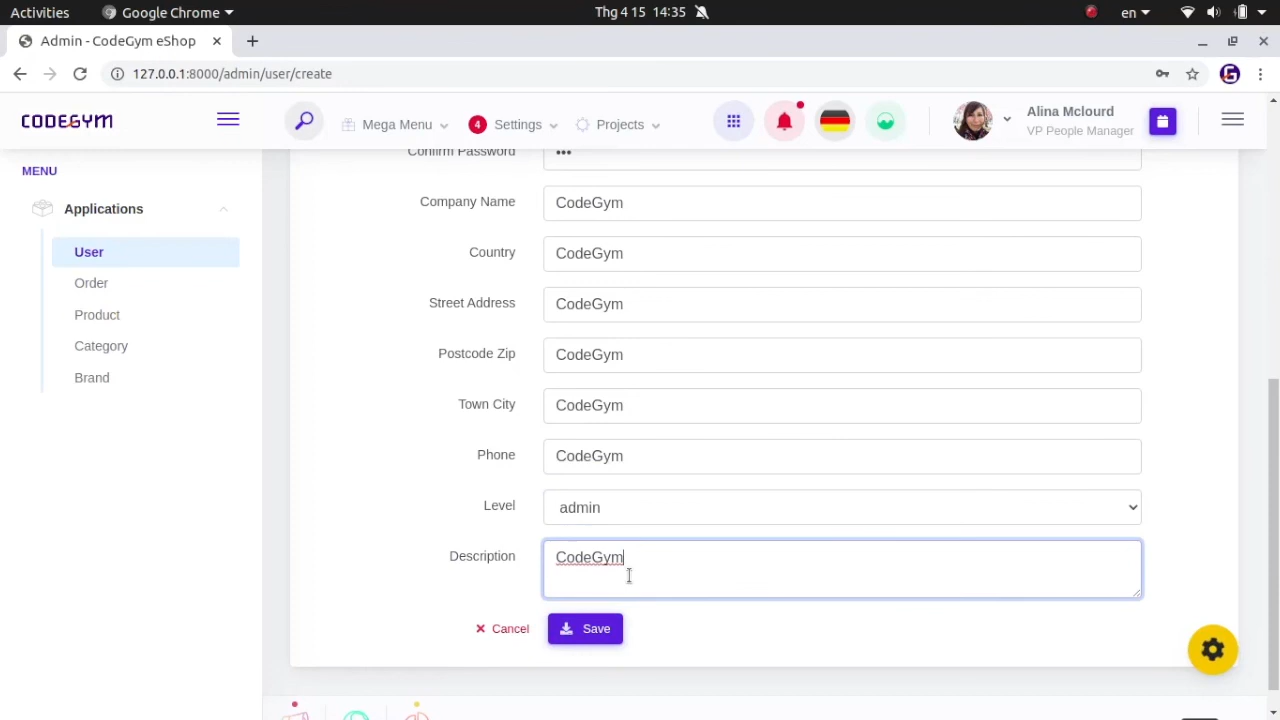 Activities Google Chrome Thg 4 15 14:35 en
Admin - CodeGym eShop
127.0.0.1:8000/admin/user/create
CODEGYM Mega Menu 4 Settings Projects Alina Mclourd
VP People Manager
MENU
Applications
User
Order
Product
Category
Brand
Confirm Password •••
Company Name CodeGym
Country CodeGym
Street Address CodeGym
Postcode Zip CodeGym
Town City CodeGym
Phone CodeGym
Level admin
Description CodeGym
Cancel Save